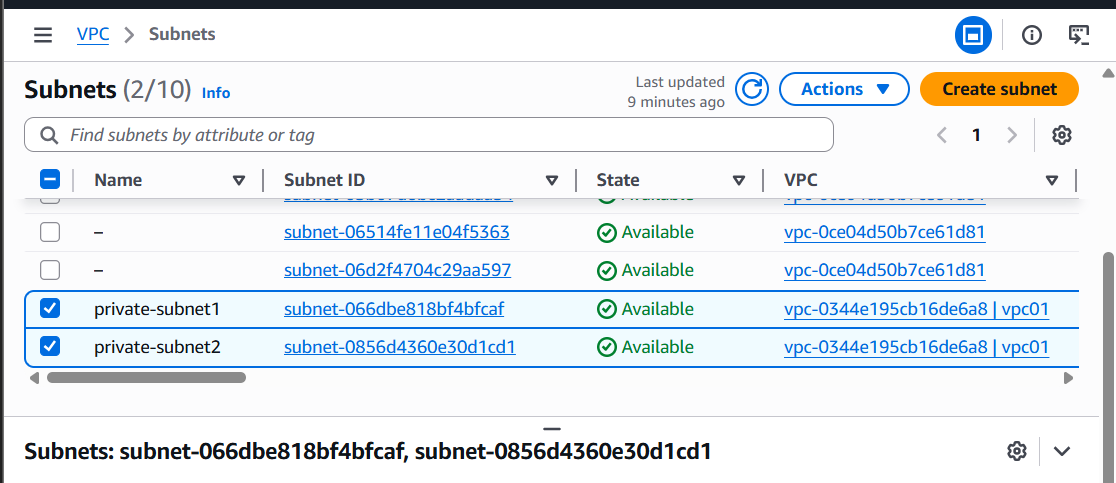 VPC > Subnets
Subnets (2/10) Info
Last updated
9 minutes ago
Actions
Create subnet
Find subnets by attribute or tag
1
Name Subnet ID State VPC
Available
– subnet-06514fe11e04f5363 Available vpc-0ce04d50b7ce61d81
– subnet-06d2f4704c29aa597 Available vpc-0ce04d50b7ce61d81
private-subnet1 subnet-066dbe818bf4bfcaf Available vpc-0344e195cb16de6a8 | vpc01
private-subnet2 subnet-0856d4360e30d1cd1 Available vpc-0344e195cb16de6a8 | vpc01
Subnets: subnet-066dbe818bf4bfcaf, subnet-0856d4360e30d1cd1